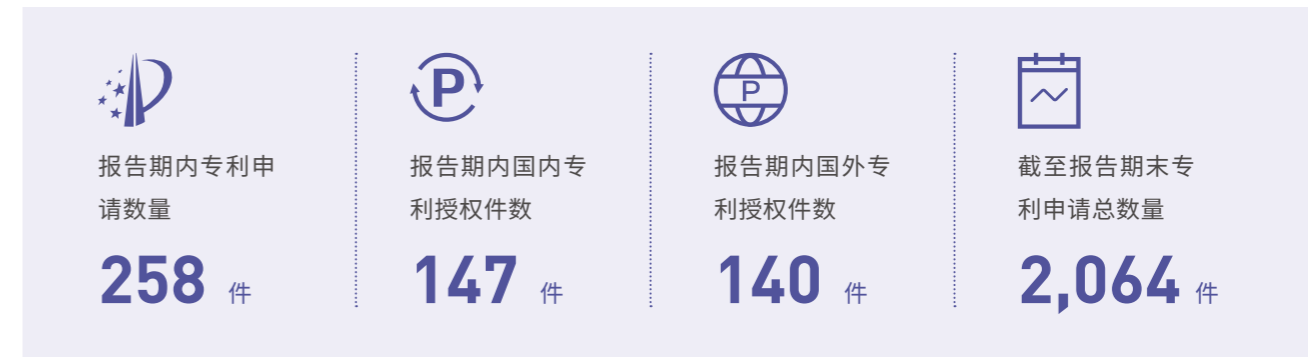 报告期内专利申
请数量
258 件
P
报告期内国内专
利授权件数
147 件
P
报告期内国外专
利授权件数
140 件
截至报告期末专
利申请总数量
2,064 件